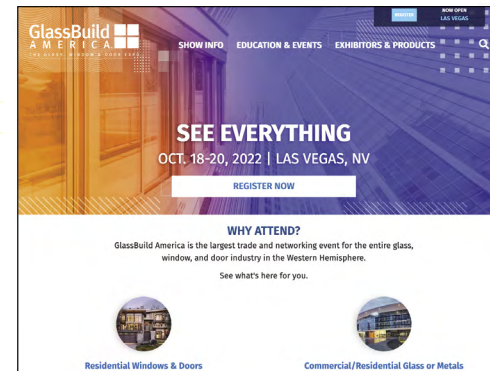 REGISTER
NOW OPEN
LAS VEGAS
GlassBuild
AMERICA
THE GLASS, WINDOW & DOOR EXPO
SHOW INFO EDUCATION & EVENTS EXHIBITORS & PRODUCTS
SEE EVERYTHING
OCT. 18-20, 2022 | LAS VEGAS, NV
REGISTER NOW
WHY ATTEND?
GlassBuild America is the largest trade and networking event for the entire glass,
window, and door industry in the Western Hemisphere.
See what's here for you.
Residential Windows & Doors
Commercial/Residential Glass or Metals